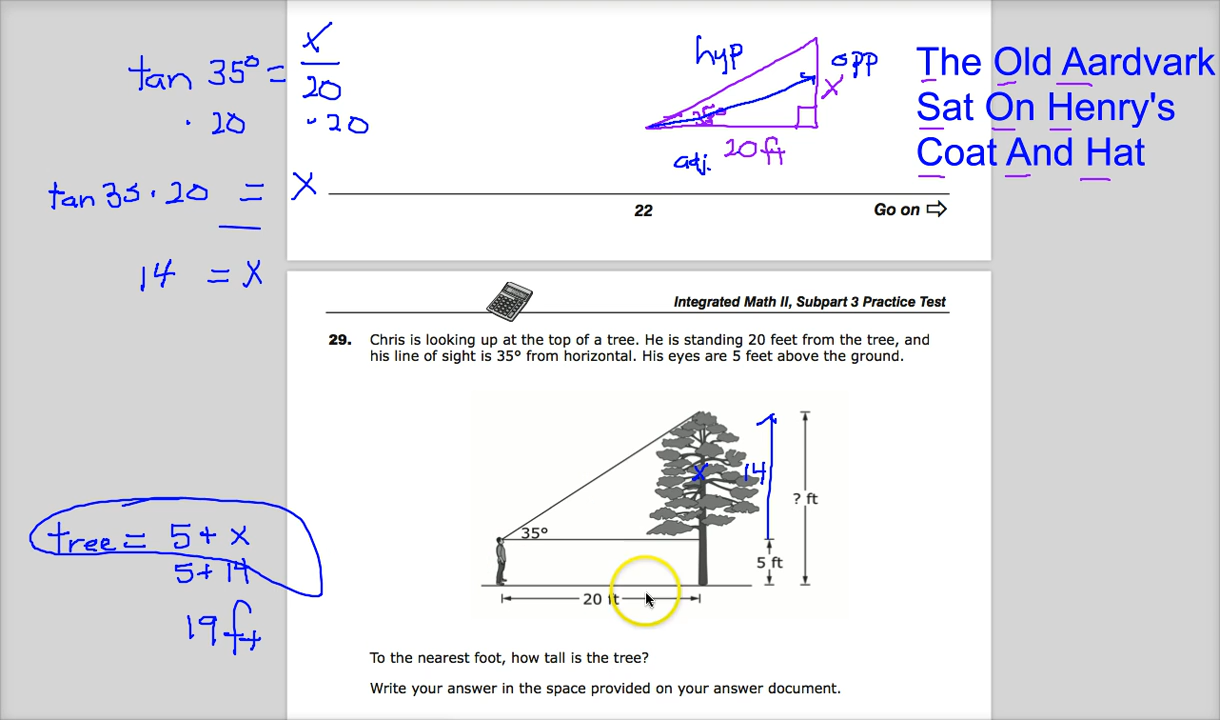 tan 35° = x
20
· 20 · 20
tan 35 · 20 = x
14 = x
hyp
opp
x
35°
20 ft
adj.
The Old Aardvark
Sat On Henry's
Coat And Hat
22
Go on
Integrated Math II, Subpart 3 Practice Test
29. Chris is looking up at the top of a tree. He is standing 20 feet from the tree, and
his line of sight is 35° from horizontal. His eyes are 5 feet above the ground.
x 14
? ft
35°
5 ft
20 ft
tree = 5 + x
5 + 14
19 ft
To the nearest foot, how tall is the tree?
Write your answer in the space provided on your answer document.